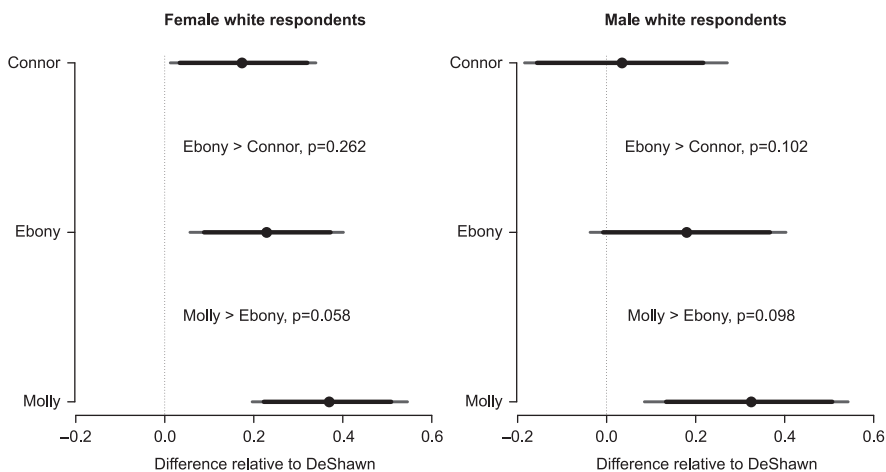 Female white respondents
Connor
Ebony > Connor, p=0.262
Ebony
Molly > Ebony, p=0.058
Molly
−0.2 0.0 0.2 0.4 0.6
Difference relative to DeShawn
Male white respondents
Connor
Ebony > Connor, p=0.102
Ebony
Molly > Ebony, p=0.098
Molly
−0.2 0.0 0.2 0.4 0.6
Difference relative to DeShawn